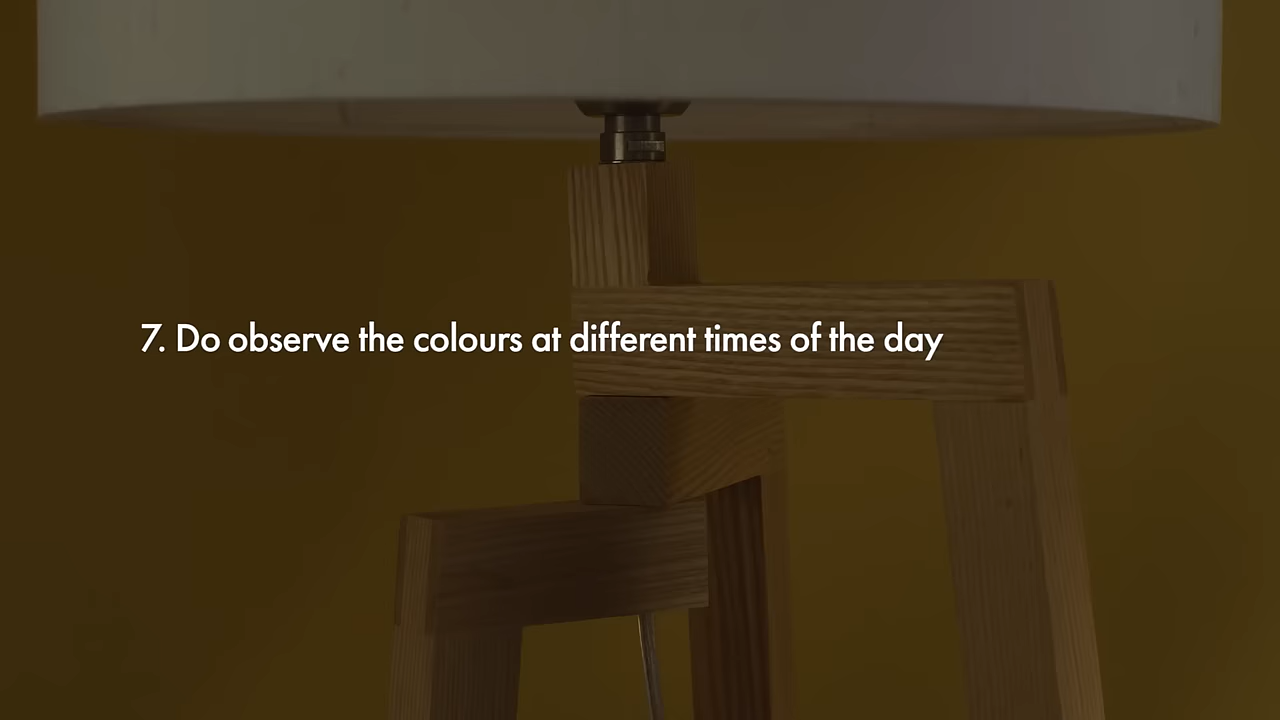 7. Do observe the colours at different times of the day